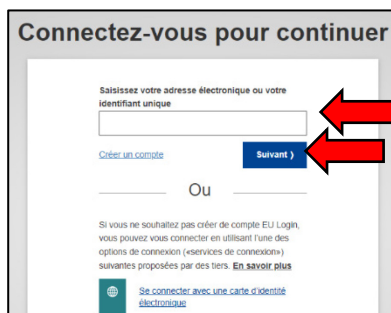 Connectez-vous pour continuer
Saisissez votre adresse électronique ou votre
identifiant unique
Créer un compte
Suivant ⟩
Ou
Si vous ne souhaitez pas créer de compte EU Login,
vous pouvez vous connecter en utilisant l'une des
options de connexion («services de connexion»)
suivantes proposées par des tiers. En savoir plus
Se connecter avec une carte d'identité
électronique